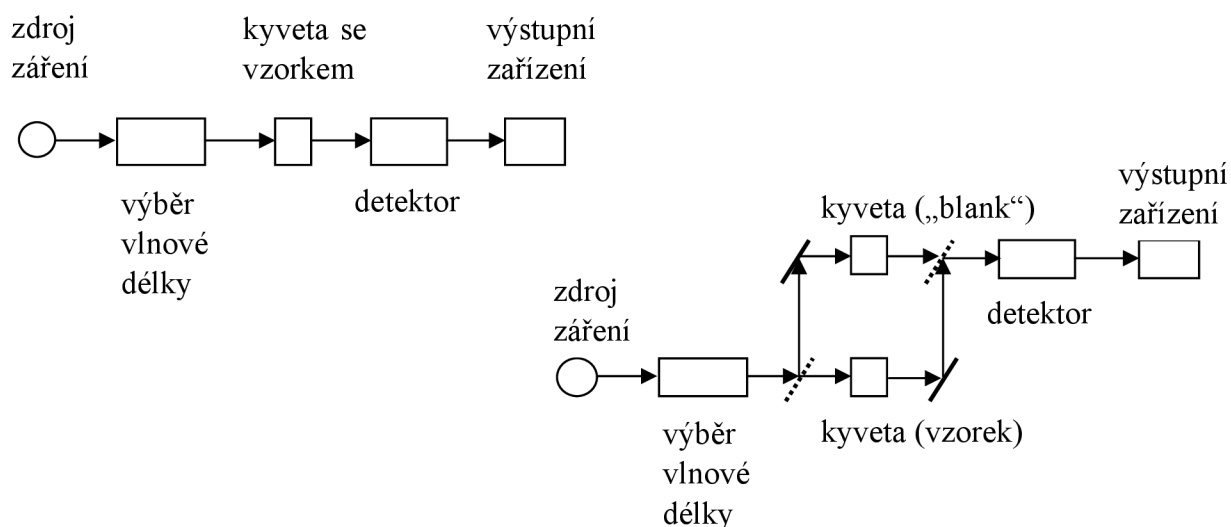 zdroj
záření
kyveta se
vzorkem
výstupní
zařízení
výběr
vlnové
délky
detektor
kyveta („blank“)
výstupní
zařízení
zdroj
záření
detektor
výběr
vlnové
délky
kyveta (vzorek)